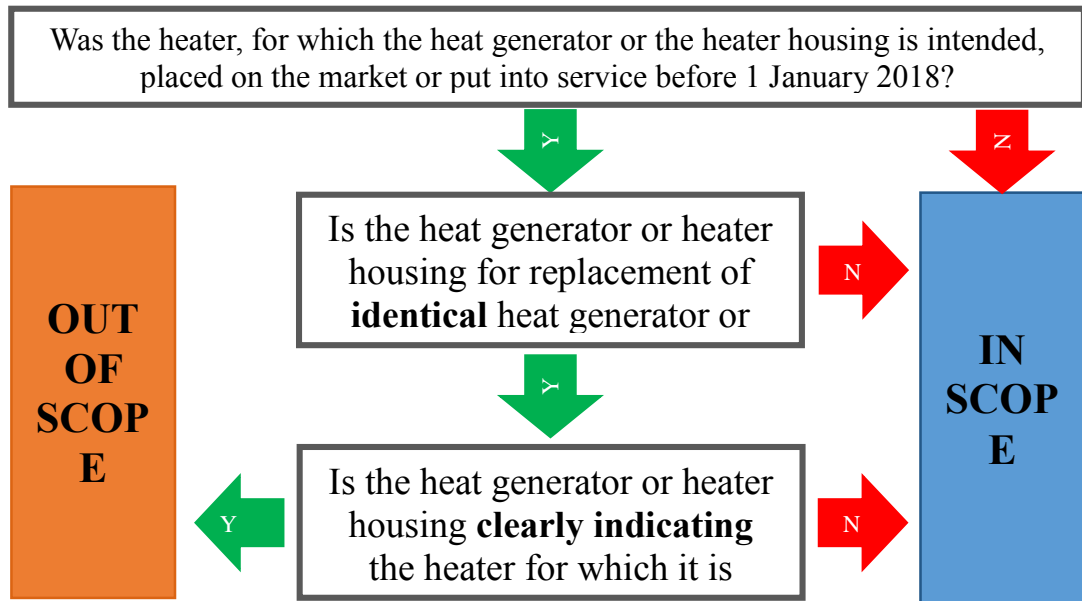 Was the heater, for which the heat generator or the heater housing is intended,
placed on the market or put into service before 1 January 2018?
Y
N
Is the heat generator or heater
housing for replacement of
identical heat generator or
N
OUT
OF
SCOP
E
IN
SCOP
E
Y
Is the heat generator or heater
housing clearly indicating
the heater for which it is
Y
N